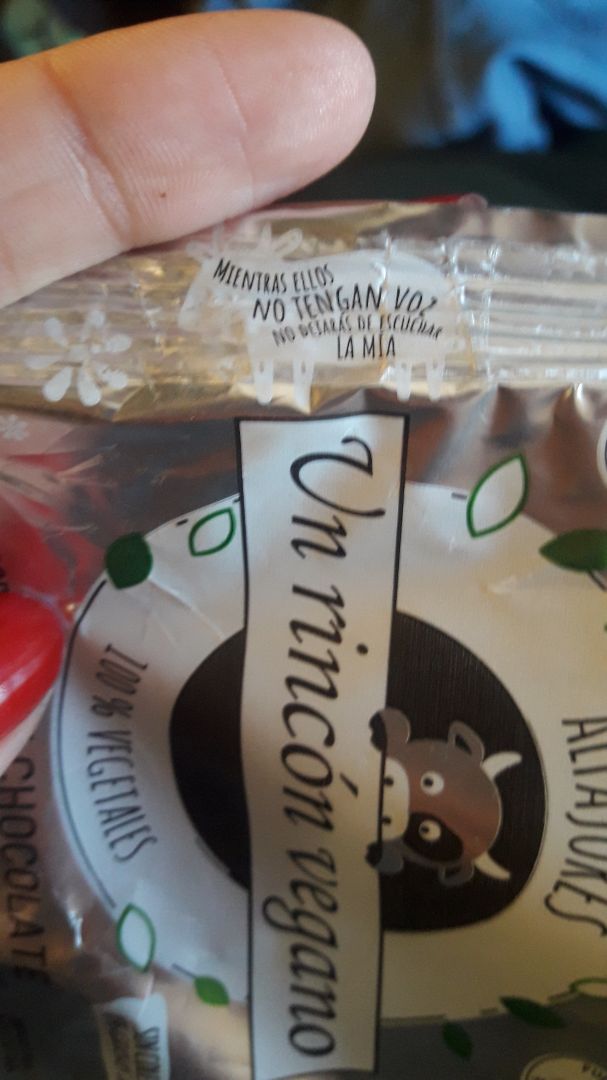 MIENTRAS ELLOS
NO TENGAN VOZ
NO DEJARÁS DE ESCUCHAR
LA MÍA
Un rincón vegano
ALFAJORES
100% VEGETALES
CHOCOLATE